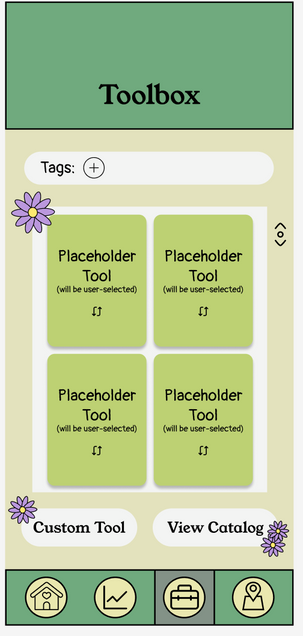 Toolbox
Tags:
Placeholder
Tool
(will be user-selected)
Placeholder
Tool
(will be user-selected)
Placeholder
Tool
(will be user-selected)
Placeholder
Tool
(will be user-selected)
Custom Tool
View Catalog